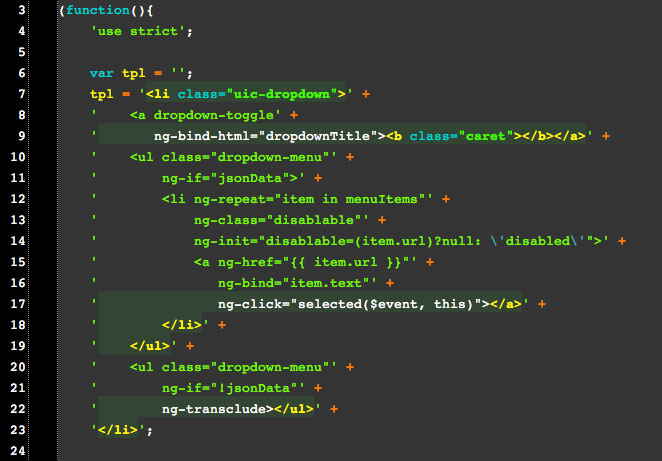 3 (function(){
4     'use strict';
5
6     var tpl = '';
7     tpl = '<li class="uic-dropdown">' +
8     '    <a dropdown-toggle' +
9     '       ng-bind-html="dropdownTitle"><b class="caret"></b></a>' +
10     '    <ul class="dropdown-menu"' +
11     '        ng-if="jsonData">' +
12     '        <li ng-repeat="item in menuItems"' +
13     '            ng-class="disablable"' +
14     '            ng-init="disablable=(item.url)?null: \'disabled\'">' +
15     '            <a ng-href="{{ item.url }}"' +
16     '               ng-bind="item.text"' +
17     '               ng-click="selected($event, this)"></a>' +
18     '        </li>' +
19     '    </ul>' +
20     '    <ul class="dropdown-menu"' +
21     '        ng-if="!jsonData"' +
22     '        ng-transclude></ul>' +
23     '</li>';
24